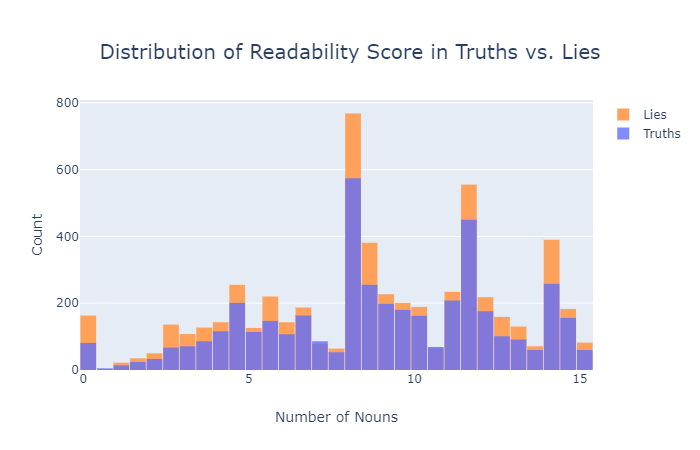 Distribution of Readability Score in Truths vs. Lies
800
600
400
200
0
Count
0 5 10 15
Number of Nouns
Lies
Truths